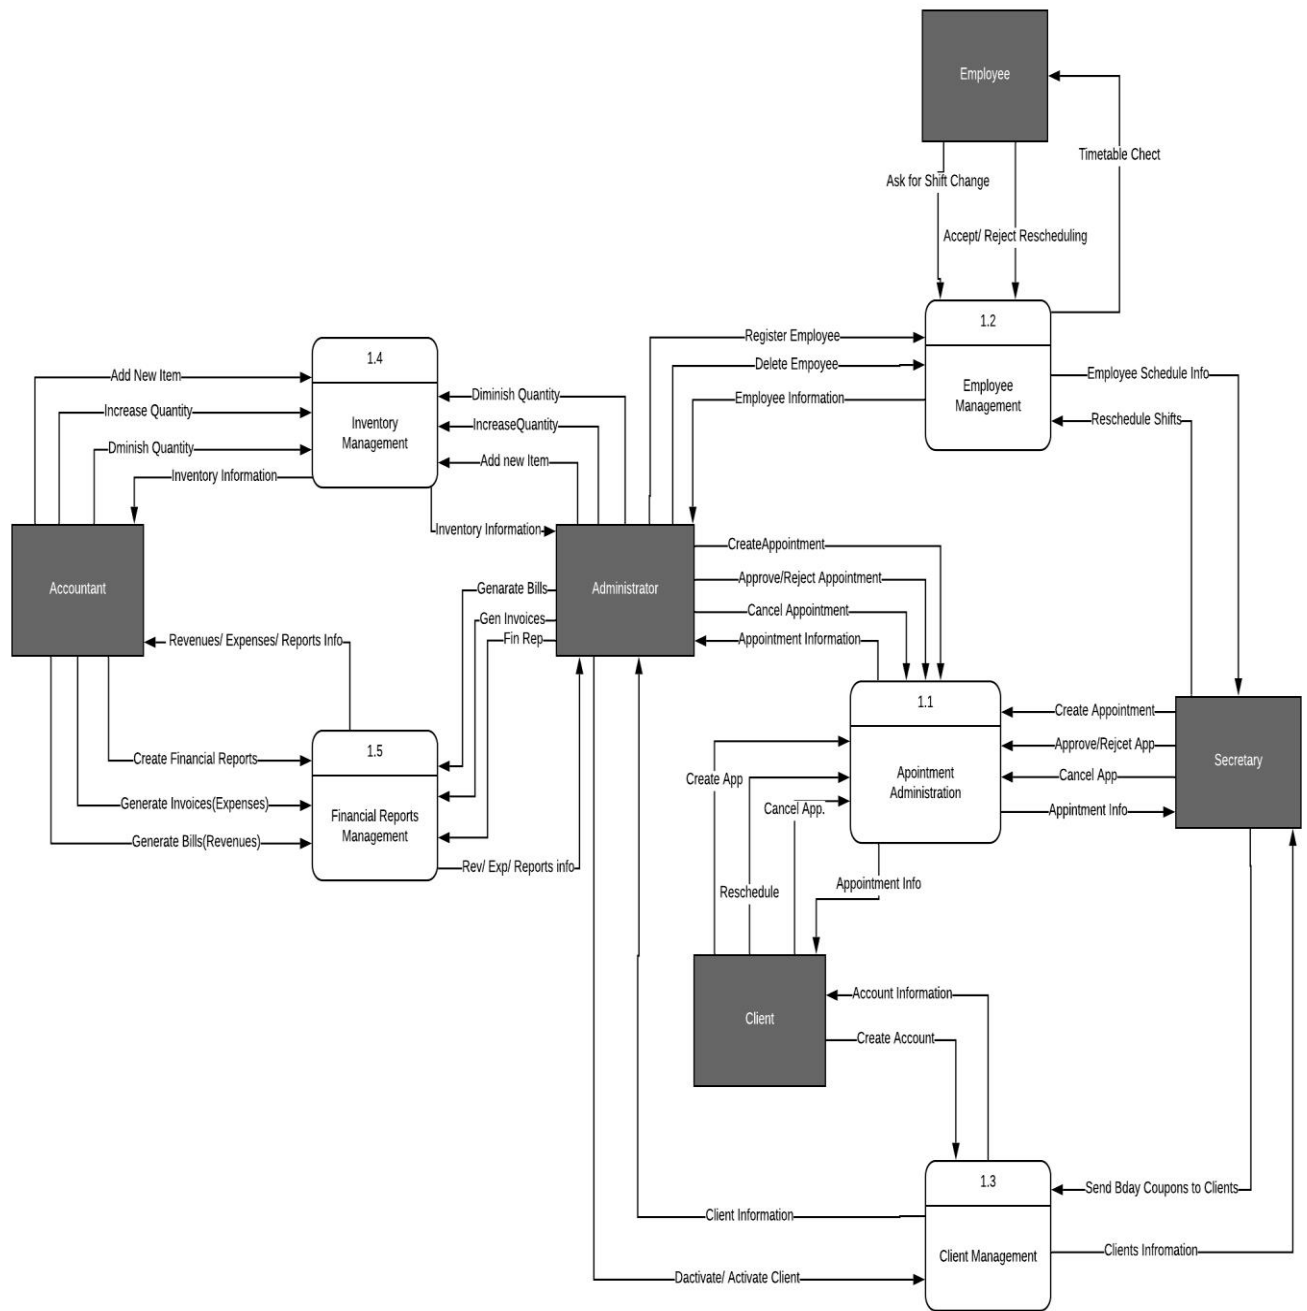 Employee
Timetable Chect
Ask for Shift Change
Accept/ Reject Rescheduling
1.2
Employee
Management
Register Employee
Delete Empoyee
Employee Information
Employee Schedule Info
Reschedule Shifts
1.4
Inventory
Management
Add New Item
Increase Quantity
Dminish Quantity
Inventory Information
Diminish Quantity
IncreaseQuantity
Add new Item
Inventory Information
Accountant
Administrator
CreateAppointment
Approve/Reject Appointment
Cancel Appointment
Appointment Information
Genarate Bills
Gen Invoices
Fin Rep
Revenues/ Expenses/ Reports Info
1.5
Financial Reports
Management
Create Financial Reports
Generate Invoices(Expenses)
Generate Bills(Revenues)
Rev/ Exp/ Reports info
1.1
Apointment
Administration
Create Appointment
Approve/Rejcet App
Cancel App
Appintment Info
Secretary
Create App
Cancel App.
Reschedule
Appointment Info
Client
Account Information
Create Account
1.3
Client Management
Send Bday Coupons to Clients
Clients Infromation
Client Information
Dactivate/ Activate Client